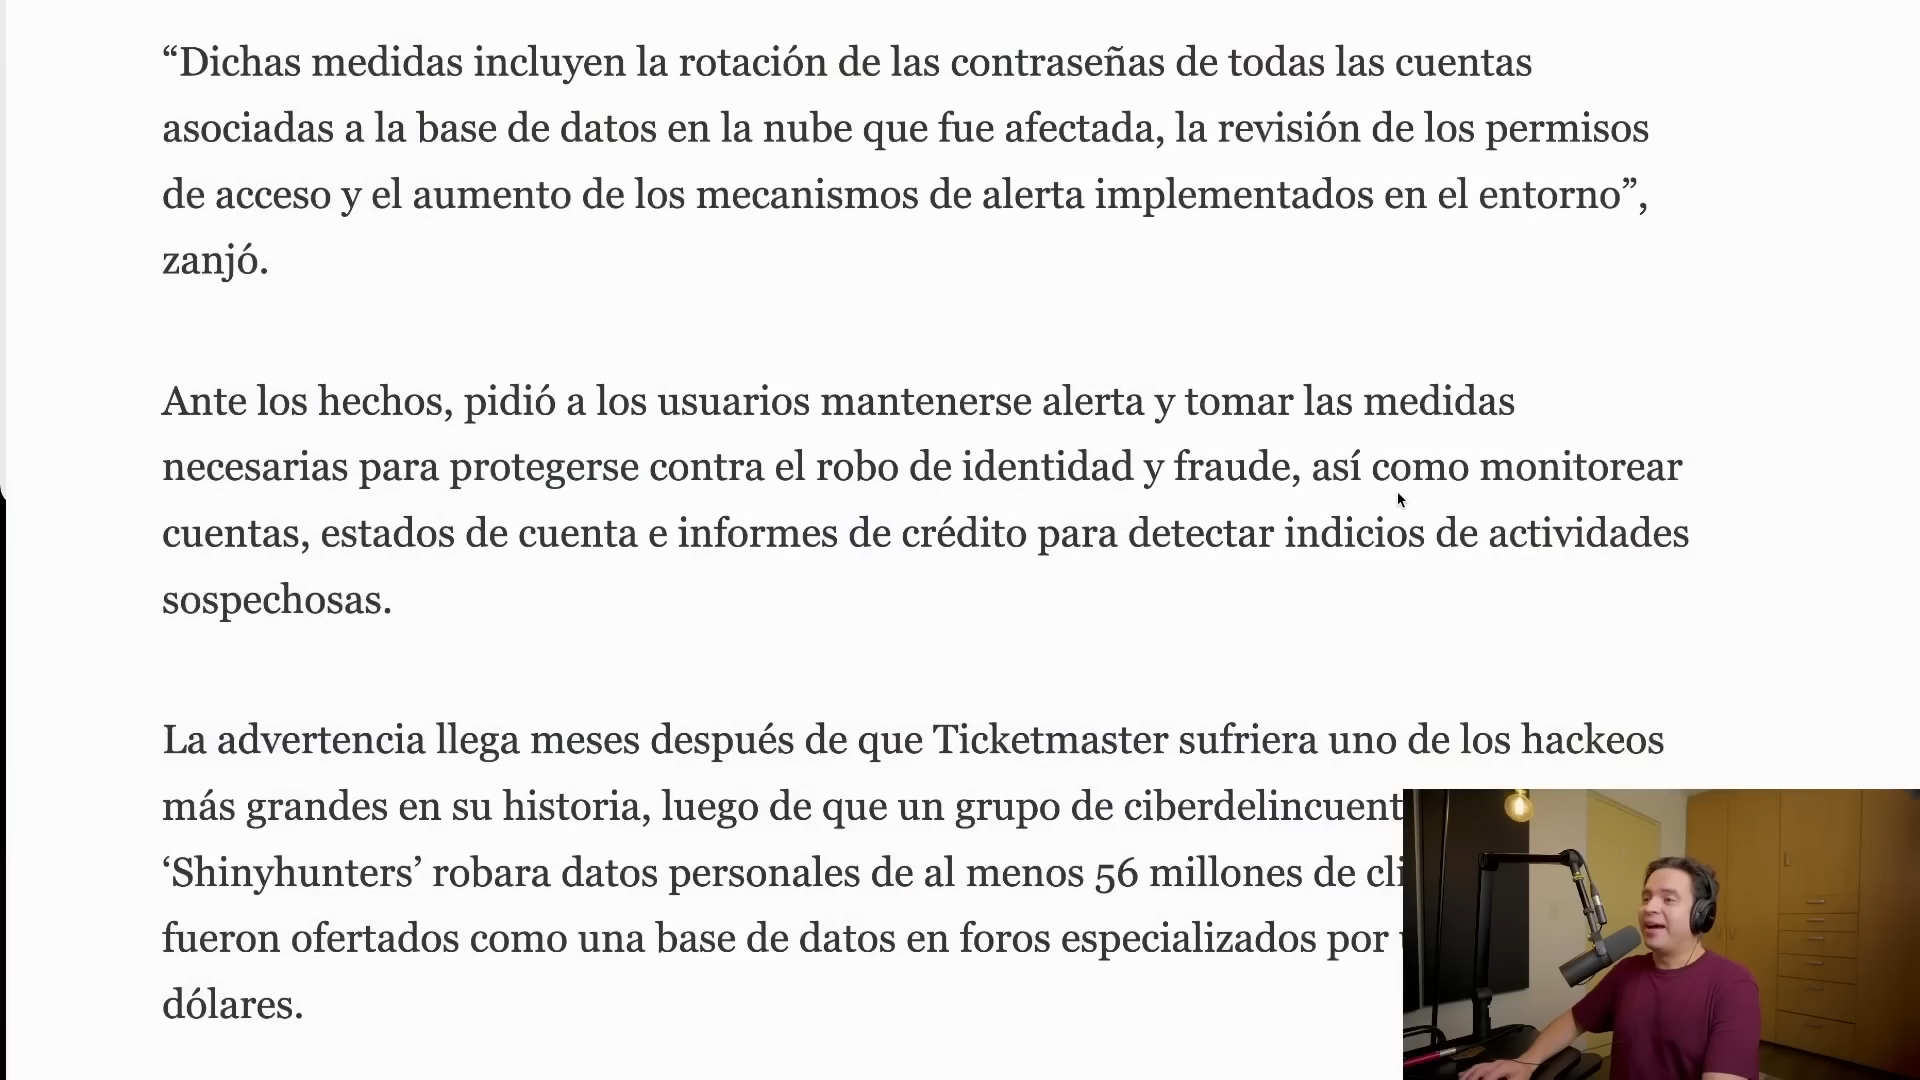 “Dichas medidas incluyen la rotación de las contraseñas de todas las cuentas
asociadas a la base de datos en la nube que fue afectada, la revisión de los permisos
de acceso y el aumento de los mecanismos de alerta implementados en el entorno”,
zanjó.
Ante los hechos, pidió a los usuarios mantenerse alerta y tomar las medidas
necesarias para protegerse contra el robo de identidad y fraude, así como monitorear
cuentas, estados de cuenta e informes de crédito para detectar indicios de actividades
sospechosas.
La advertencia llega meses después de que Ticketmaster sufriera uno de los hackeos
más grandes en su historia, luego de que un grupo de
‘Shinyhunters’ robara datos personales de al menos 56 millones de
fueron ofertados como una base de datos en foros especializados por
dólares.